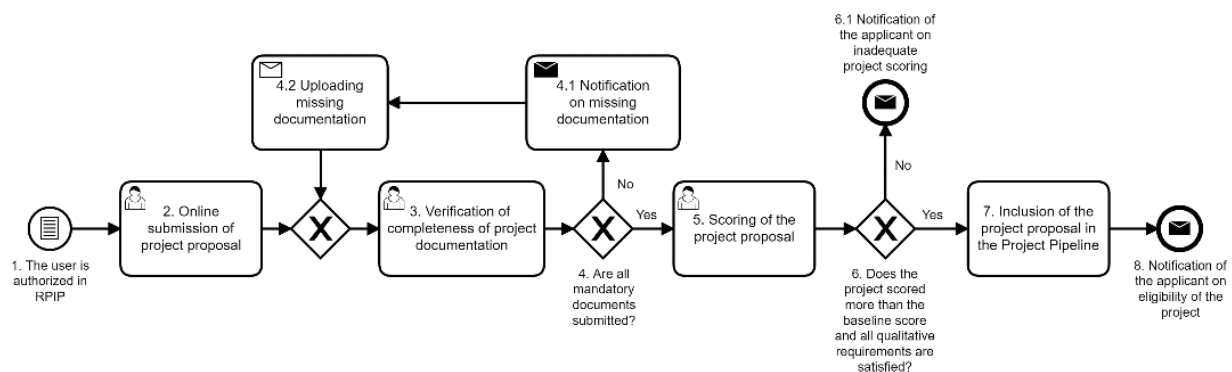 6.1 Notification of
the applicant on
inadequate
project scoring
4.2 Uploading
missing
documentation
4.1 Notification
on missing
documentation
No
No
2. Online
submission of
project proposal
X
3. Verification of
completeness of project
documentation
X
Yes
5. Scoring of the
project proposal
X
Yes
7. Inclusion of the
project proposal in
the Project Pipeline
1. The user is
authorized in
RPIP
4. Are all
mandatory
documents
submitted?
6. Does the
project scored
more than the
baseline score
and all qualitative
requirements are
satisfied?
8. Notification of
the applicant on
eligibility of the
project